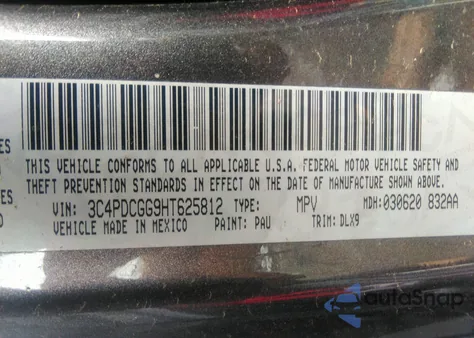 THIS VEHICLE CONFORMS TO ALL APPLICABLE U.S.A. FEDERAL MOTOR VEHICLE SAFETY AND
THEFT PREVENTION STANDARDS IN EFFECT ON THE DATE OF MANUFACTURE SHOWN ABOVE.
VIN: 3C4PDCGG9HT625812 TYPE: MPV MDH: 030620 832AA
VEHICLE MADE IN MEXICO PAINT: PAU TRIM: DLX9
autoSnap